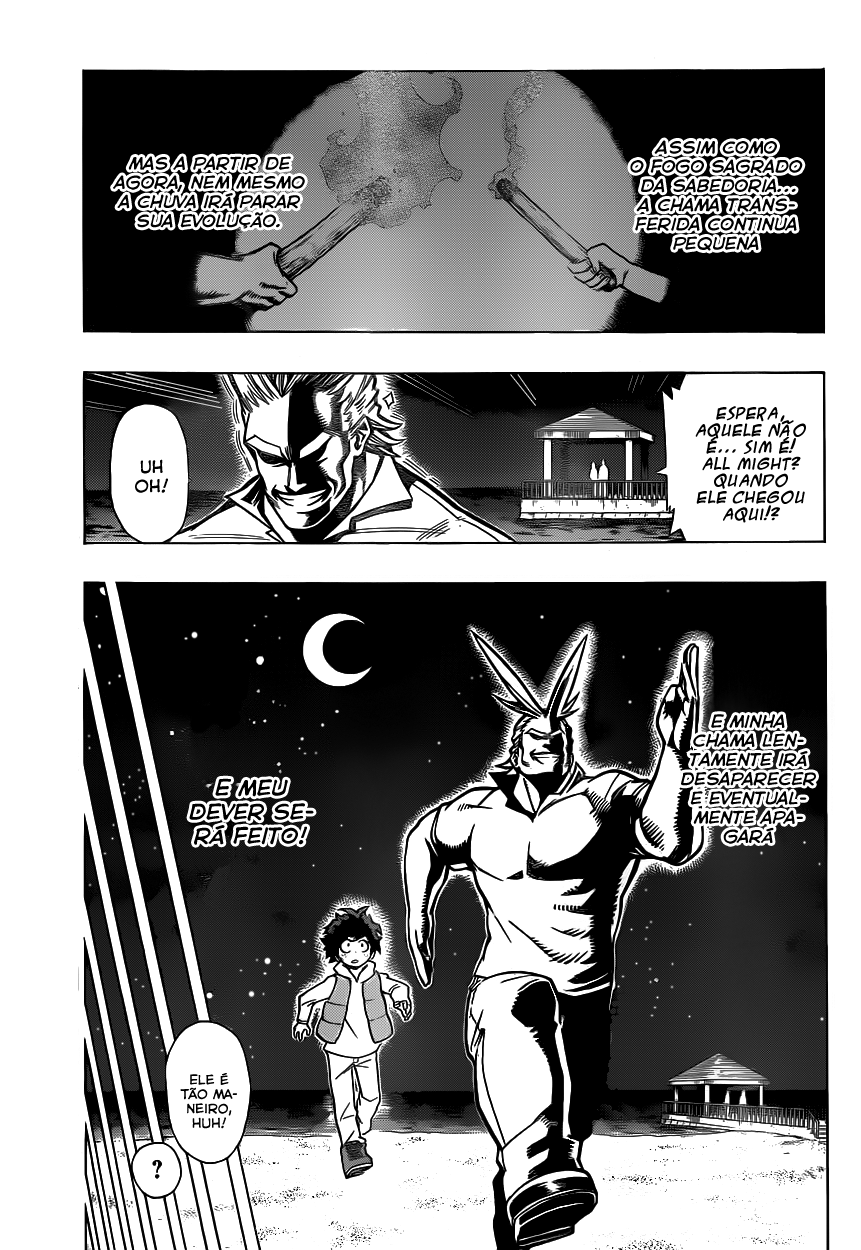 ASSIM COMO
O FOGO SAGRADO
DA SABEDORIA...
A CHAMA TRANS-
FERIDA CONTINUA
PEQUENA
MAS A PARTIR DE
AGORA, NEM MESMO
A CHUVA IRÁ PARAR
SUA EVOLUÇÃO.
ESPERA,
AQUELE NÃO
É... SIM É!
ALL MIGHT?
QUANDO
ELE CHEGOU
AQUI!?
UH
OH!
E MINHA
CHAMA LEN-
TAMENTE IRÁ
DESAPARECER
E EVENTUAL-
MENTE APA-
GARÁ
E MEU
DEVER SE-
RÁ FEITO!
ELE É
TÃO MA-
NEIRO,
HUH!
?